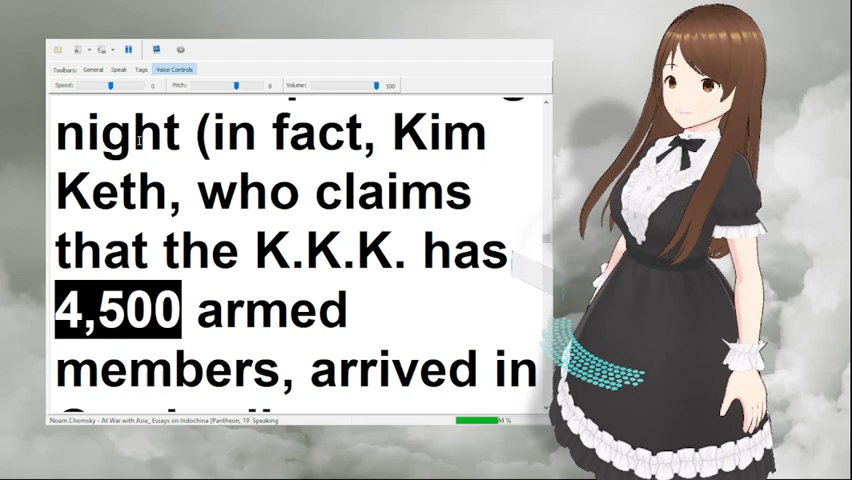 Toolbars: General Speak Tags Voice Controls
Speed: 0 Pitch: 8 Volume: 100
night (in fact, Kim
Keth, who claims
that the K.K.K. has
4,500 armed
members, arrived in
Noam Chomsky - At War with Asia_ Essays on Indochina (Pantheon, 19` Speaking
44 %